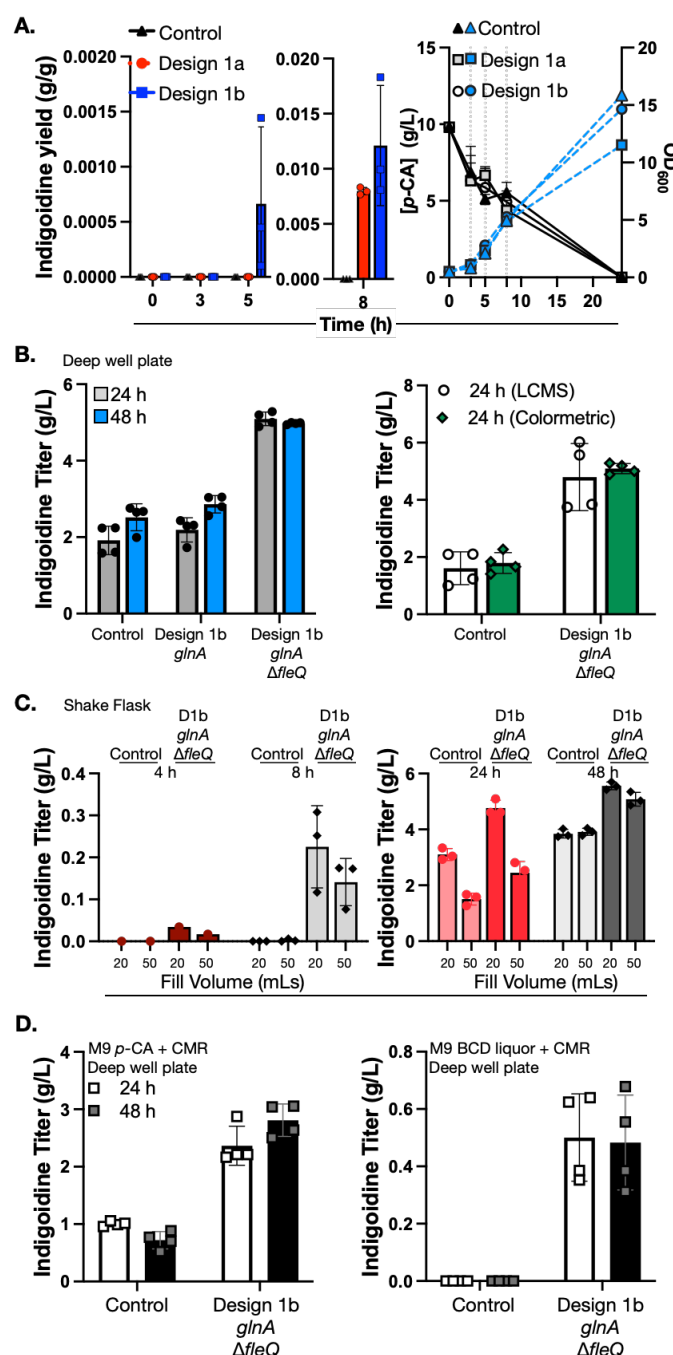 A.
Indigoidine yield (g/g)
0.0020
0.0015
0.0010
0.0005
0.0000
Control
Design 1a
Design 1b
0 3 5
0.020
0.015
0.010
0.005
0.000
8
Time (h)
[p-CA] (g/L)
15
10
5
0
Control
Design 1a
Design 1b
0 5 10 15 20
20
15
10
5
0
OD600
B.
Deep well plate
Indigoidine Titer (g/L)
6
4
2
0
24 h
48 h
Control
Design 1b
glnA
Design 1b
glnA
ΔfleQ
Indigoidine Titer (g/L)
8
6
4
2
0
24 h (LCMS)
24 h (Colormetric)
Control
Design 1b
glnA
ΔfleQ
C.
Shake Flask
Indigoidine Titer (g/L)
0.4
0.3
0.2
0.1
0.0
Control
D1b
glnA
ΔfleQ
4 h
Control
D1b
glnA
ΔfleQ
8 h
20 50 20 50 20 50 20 50
Fill Volume (mLs)
Indigoidine Titer (g/L)
6
4
2
0
Control
D1b
glnA
ΔfleQ
24 h
Control
D1b
glnA
ΔfleQ
48 h
20 50 20 50 20 50 20 50
Fill Volume (mLs)
D.
Indigoidine Titer (g/L)
4
3
2
1
0
M9 p-CA + CMR
Deep well plate
24 h
48 h
Control
Design 1b
glnA
ΔfleQ
Indigoidine Titer (g/L)
0.8
0.6
0.4
0.2
0.0
M9 BCD liquor + CMR
Deep well plate
Control
Design 1b
glnA
ΔfleQ